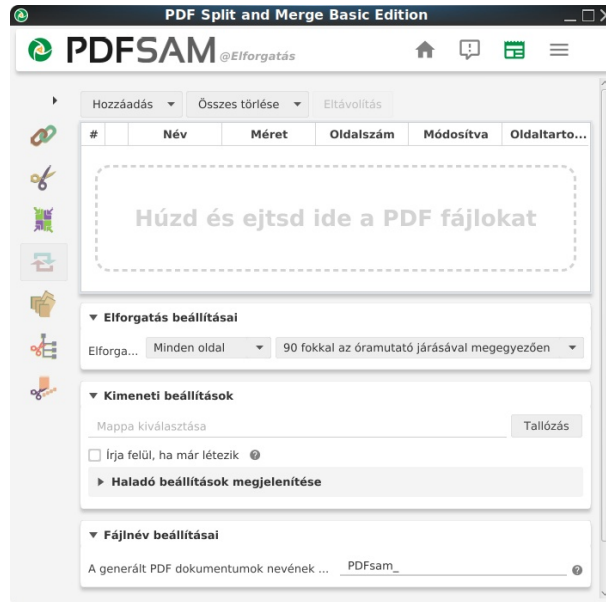 PDF Split and Merge Basic Edition
PDFSAM @Elforgatás
Hozzáadás Összes törlése Eltávolítás
# Név Méret Oldalszám Módosítva Oldaltarto...
Húzd és ejtsd ide a PDF fájlokat
Elforgatás beállításai
Elforga... Minden oldal 90 fokkal az óramutató járásával megegyezően
Kimeneti beállítások
Mappa kiválasztása Tallózás
Írja felül, ha már létezik ?
Haladó beállítások megjelenítése
Fájlnév beállításai
A generált PDF dokumentumok nevének ... PDFsam_ ?